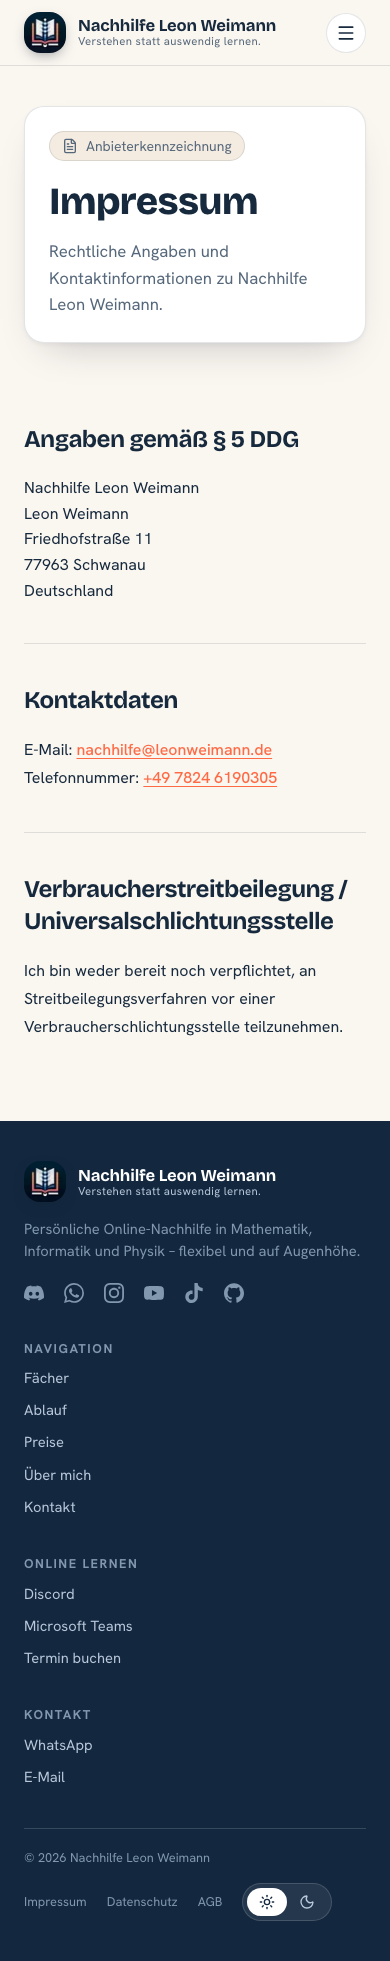 Nachhilfe Leon Weimann
Verstehen statt auswendig lernen.
Anbieterkennzeichnung
Impressum
Rechtliche Angaben und
Kontaktinformationen zu Nachhilfe
Leon Weimann.
Angaben gemäß § 5 DDG
Nachhilfe Leon Weimann
Leon Weimann
Friedhofstraße 11
77963 Schwanau
Deutschland
Kontaktdaten
E-Mail: nachhilfe@leonweimann.de
Telefonnummer: +49 7824 6190305
Verbraucherstreitbeilegung /
Universalschlichtungsstelle
Ich bin weder bereit noch verpflichtet, an
Streitbeilegungsverfahren vor einer
Verbraucherschlichtungsstelle teilzunehmen.
Nachhilfe Leon Weimann
Verstehen statt auswendig lernen.
Persönliche Online-Nachhilfe in Mathematik,
Informatik und Physik – flexibel und auf Augenhöhe.
NAVIGATION
Fächer
Ablauf
Preise
Über mich
Kontakt
ONLINE LERNEN
Discord
Microsoft Teams
Termin buchen
KONTAKT
WhatsApp
E-Mail
© 2026 Nachhilfe Leon Weimann
Impressum Datenschutz AGB